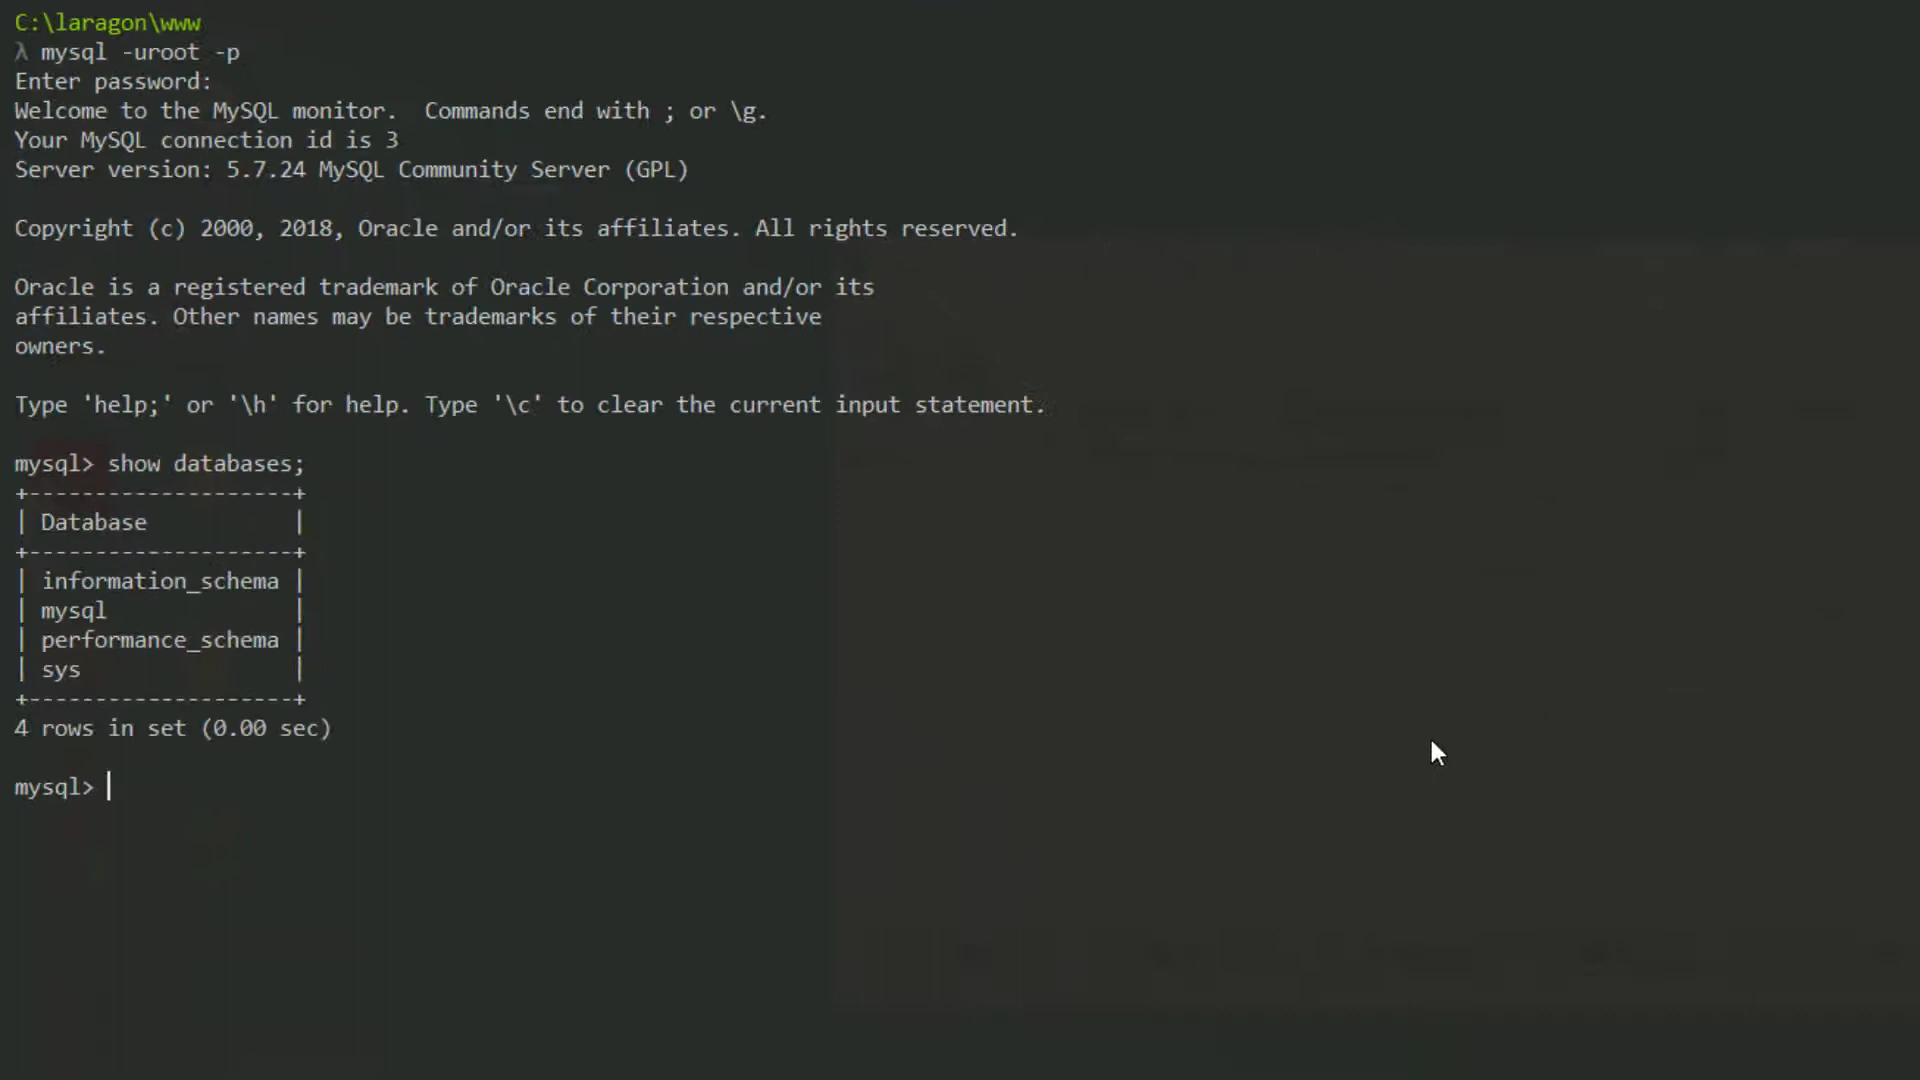 C:\laragon\www
λ mysql -uroot -p
Enter password:
Welcome to the MySQL monitor.  Commands end with ; or \g.
Your MySQL connection id is 3
Server version: 5.7.24 MySQL Community Server (GPL)

Copyright (c) 2000, 2018, Oracle and/or its affiliates. All rights reserved.

Oracle is a registered trademark of Oracle Corporation and/or its
affiliates. Other names may be trademarks of their respective
owners.

Type 'help;' or '\h' for help. Type '\c' to clear the current input statement.

mysql> show databases;
+--------------------+
| Database           |
+--------------------+
| information_schema |
| mysql              |
| performance_schema |
| sys                |
+--------------------+
4 rows in set (0.00 sec)

mysql>